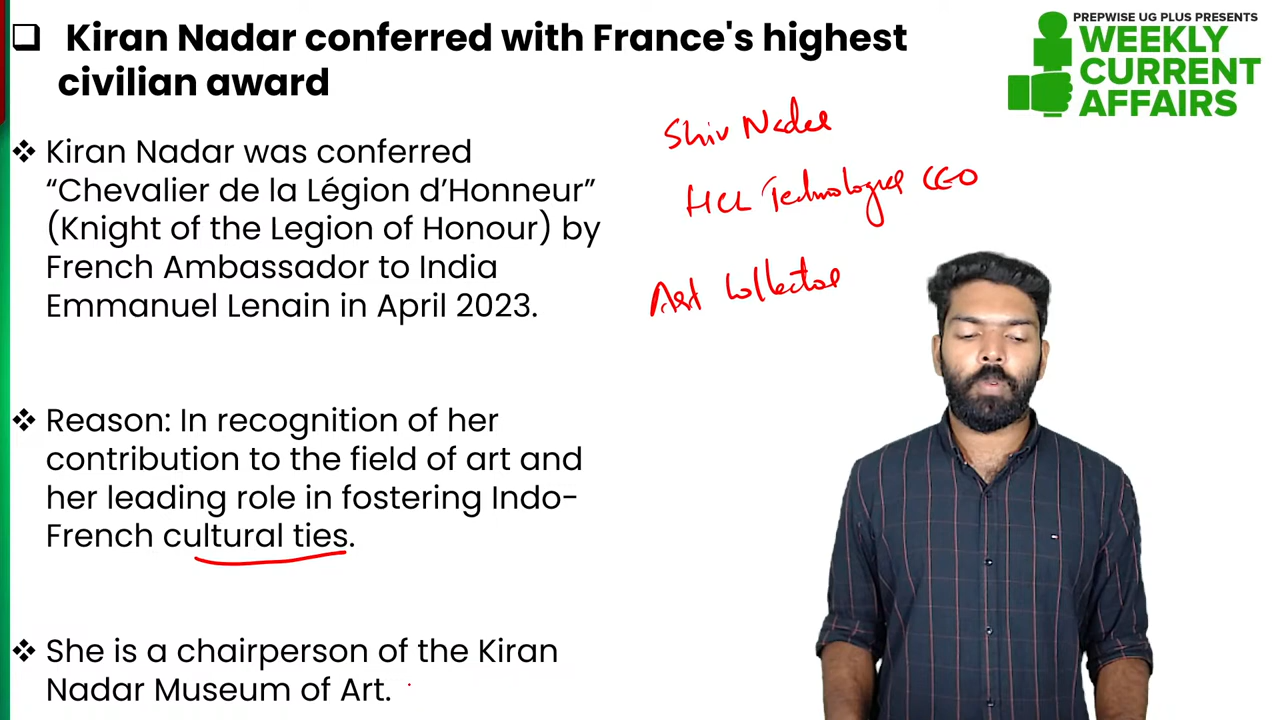 Kiran Nadar conferred with France's highest
civilian award
PREPWISE UG PLUS PRESENTS
WEEKLY
CURRENT
AFFAIRS
Kiran Nadar was conferred
“Chevalier de la Légion d’Honneur”
(Knight of the Legion of Honour) by
French Ambassador to India
Emmanuel Lenain in April 2023.
Shiv Nadar
HCL Technologies CEO
Art Collector
Reason: In recognition of her
contribution to the field of art and
her leading role in fostering Indo-
French cultural ties.
She is a chairperson of the Kiran
Nadar Museum of Art.